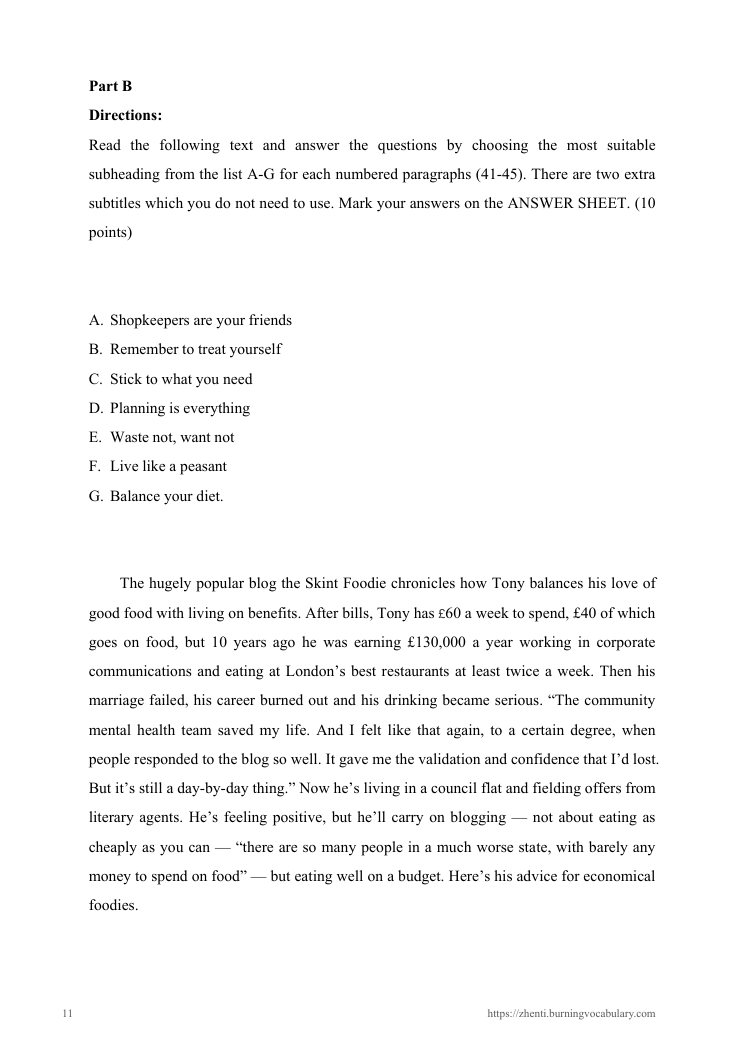 Part B
Directions:
Read the following text and answer the questions by choosing the most suitable
subheading from the list A-G for each numbered paragraphs (41-45). There are two extra
subtitles which you do not need to use. Mark your answers on the ANSWER SHEET. (10
points)
A. Shopkeepers are your friends
B. Remember to treat yourself
C. Stick to what you need
D. Planning is everything
E. Waste not, want not
F. Live like a peasant
G. Balance your diet.
The hugely popular blog the Skint Foodie chronicles how Tony balances his love of
good food with living on benefits. After bills, Tony has £60 a week to spend, £40 of which
goes on food, but 10 years ago he was earning £130,000 a year working in corporate
communications and eating at London’s best restaurants at least twice a week. Then his
marriage failed, his career burned out and his drinking became serious. “The community
mental health team saved my life. And I felt like that again, to a certain degree, when
people responded to the blog so well. It gave me the validation and confidence that I’d lost.
But it’s still a day-by-day thing.” Now he’s living in a council flat and fielding offers from
literary agents. He’s feeling positive, but he’ll carry on blogging — not about eating as
cheaply as you can — “there are so many people in a much worse state, with barely any
money to spend on food” — but eating well on a budget. Here’s his advice for economical
foodies.
11
https://zhenti.burningvocabulary.com